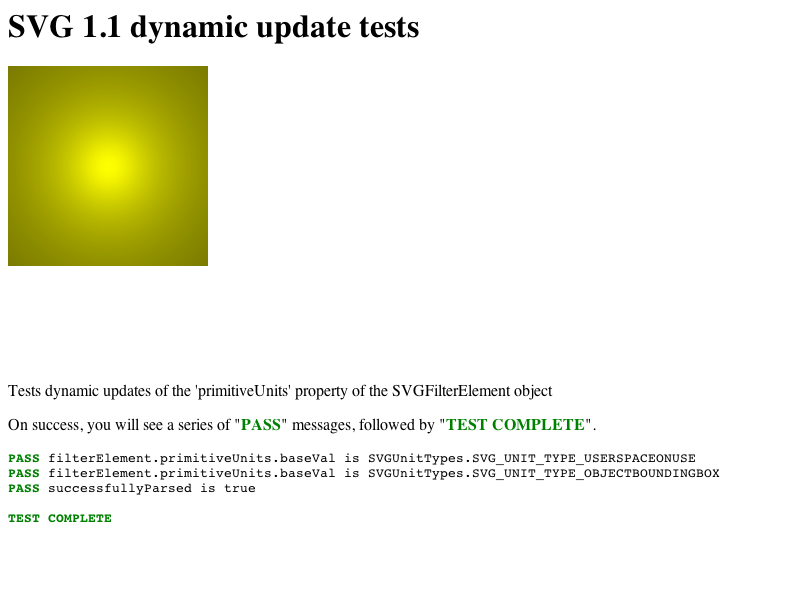 SVG 1.1 dynamic update tests
Tests dynamic updates of the 'primitiveUnits' property of the SVGFilterElement object
On success, you will see a series of "PASS" messages, followed by "TEST COMPLETE".
PASS filterElement.primitiveUnits.baseVal is SVGUnitTypes.SVG_UNIT_TYPE_USERSPACEONUSE
PASS filterElement.primitiveUnits.baseVal is SVGUnitTypes.SVG_UNIT_TYPE_OBJECTBOUNDINGBOX
PASS successfullyParsed is true
TEST COMPLETE